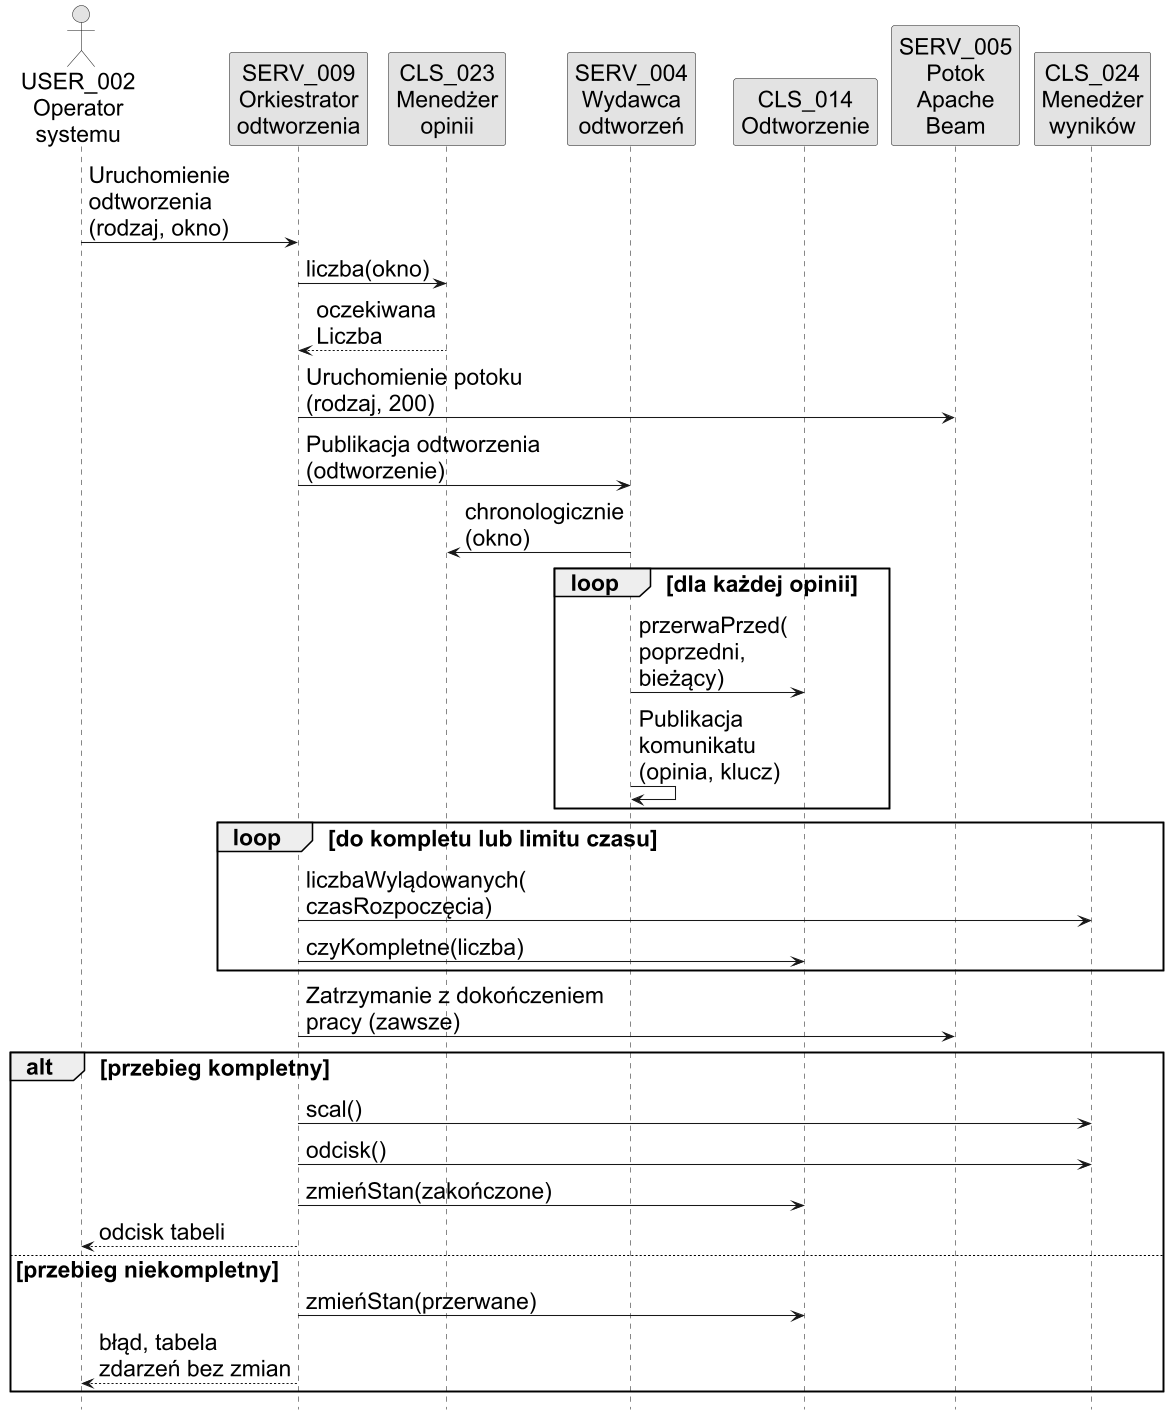 USER_002
Operator
systemu
SERV_009
Orkiestrator
odtworzenia
CLS_023
Menedżer
opinii
SERV_004
Wydawca
odtworzeń
CLS_014
Odtworzenie
SERV_005
Potok
Apache
Beam
CLS_024
Menedżer
wyników
Uruchomienie
odtworzenia
(rodzaj, okno)
liczba(okno)
oczekiwana
Liczba
Uruchomienie potoku
(rodzaj, 200)
Publikacja odtworzenia
(odtworzenie)
chronologicznie
(okno)
loop [dla każdej opinii]
przerwaPrzed(
poprzedni,
bieżący)
Publikacja
komunikatu
(opinia, klucz)
loop [do kompletu lub limitu czasu]
liczbaWylądowanych(
czasRozpoczęcia)
czyKompletne(liczba)
Zatrzymanie z dokończeniem
pracy (zawsze)
alt [przebieg kompletny]
scal()
odcisk()
zmieńStan(zakończone)
odcisk tabeli
[przebieg niekompletny]
zmieńStan(przerwane)
błąd, tabela
zdarzeń bez zmian